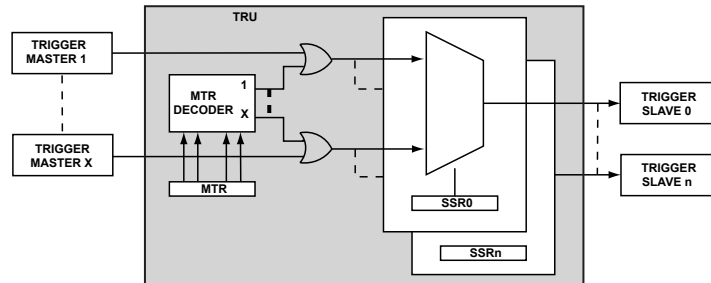 TRU
TRIGGER
MASTER 1
1
MTR
DECODER
X
TRIGGER
MASTER X
MTR
SSR0
SSRn
TRIGGER
SLAVE 0
TRIGGER
SLAVE n